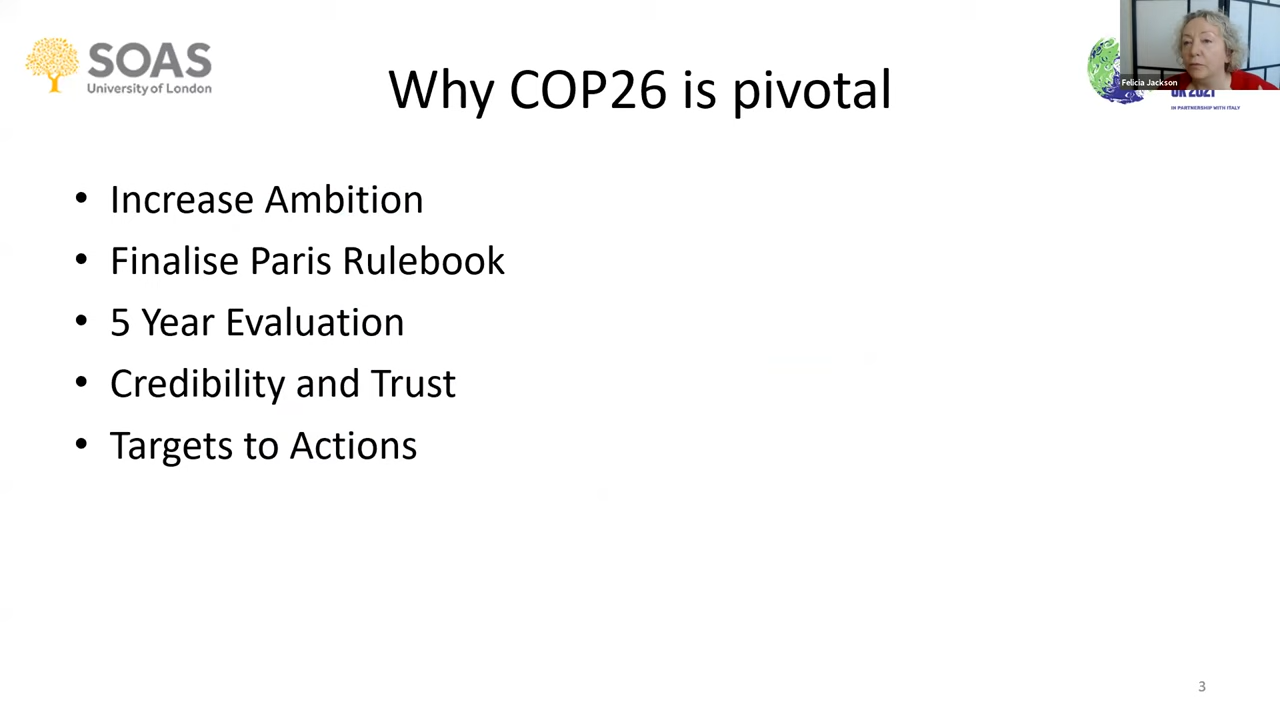 SOAS
University of London
Why COP26 is pivotal
Felicia Jackson
UK 2021
IN PARTNERSHIP WITH ITALY
• Increase Ambition
• Finalise Paris Rulebook
• 5 Year Evaluation
• Credibility and Trust
• Targets to Actions
3